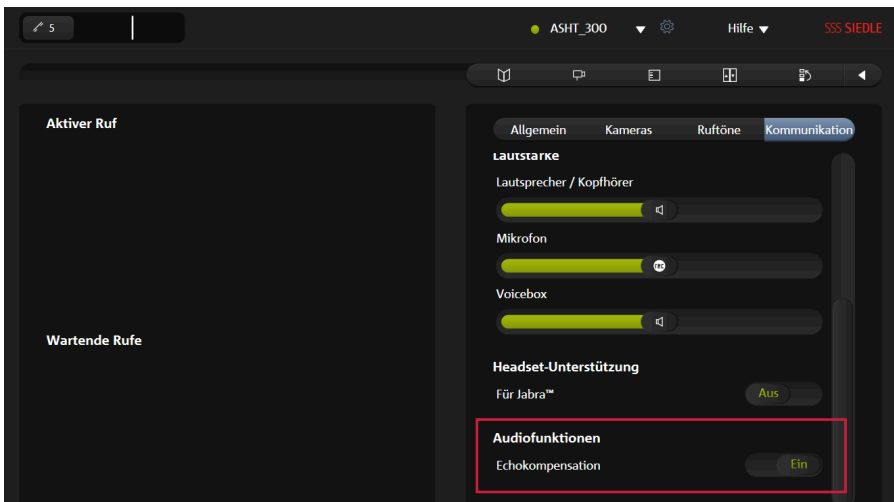 5
ASHT_300
Hilfe
SSS SIEDLE
Aktiver Ruf
Wartende Rufe
Allgemein Kameras Ruftöne Kommunikation
Lautstärke
Lautsprecher / Kopfhörer
Mikrofon
rec
Voicebox
Headset-Unterstützung
Für Jabra™ Aus
Audiofunktionen
Echokompensation Ein